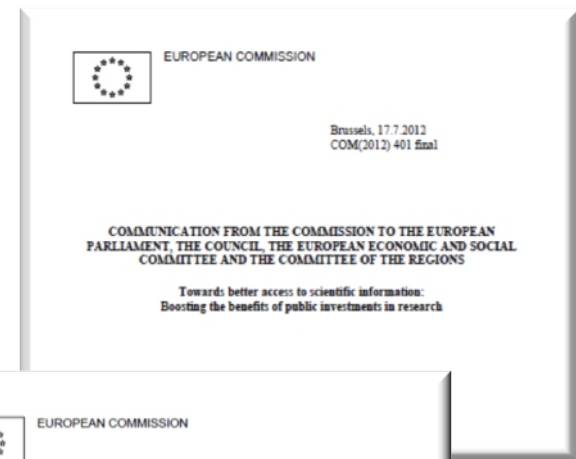 EUROPEAN COMMISSION
Brussels, 17.7.2012
COM(2012) 401 final
COMMUNICATION FROM THE COMMISSION TO THE EUROPEAN
PARLIAMENT, THE COUNCIL, THE EUROPEAN ECONOMIC AND SOCIAL
COMMITTEE AND THE COMMITTEE OF THE REGIONS
Towards better access to scientific information:
Boosting the benefits of public investments in research
EUROPEAN COMMISSION